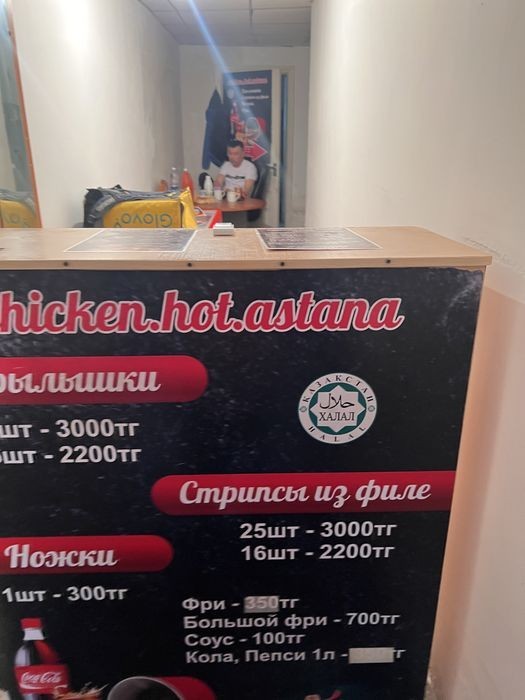 Glovo
hicken.hot.astana
рылышки
шт - 3000тг
шт - 2200тг
КАЗАКСТАН
حلال
ХАЛАЛ
HALAL
Стрипсы из филе
25шт - 3000тг
16шт - 2200тг
Ножки
1шт - 300тг
Фри - 350тг
Большой фри - 700тг
Соус - 100тг
Кола, Пепси 1л - тг
Coca-Cola